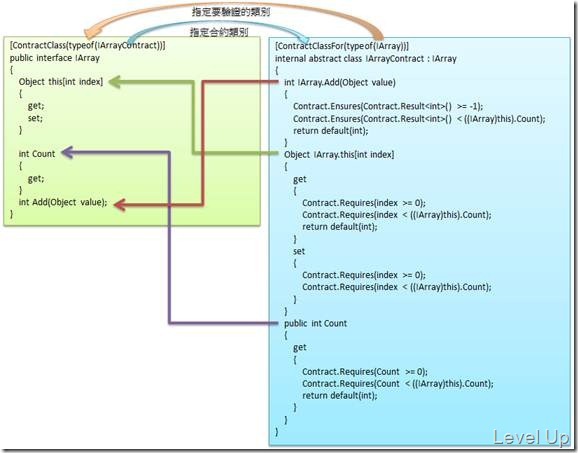 指定要驗證的類別
指定合約類別
[ContractClass(typeof(IArrayContract))]
public interface IArray
{
Object this[int index]
{
get;
set;
}
int Count
{
get;
}
int Add(Object value);
}
[ContractClassFor(typeof(IArray))]
internal abstract class IArrayContract : IArray
{
int IArray.Add(Object value)
{
Contract.Ensures(Contract.Result<int>() >= -1);
Contract.Ensures(Contract.Result<int>() < ((IArray)this).Count);
return default(int);
}
Object IArray.this[int index]
{
get
{
Contract.Requires(index >= 0);
Contract.Requires(index < ((IArray)this).Count);
return default(int);
}
set
{
Contract.Requires(index >= 0);
Contract.Requires(index < ((IArray)this).Count);
}
}
public int Count
{
get
{
Contract.Requires(Count >= 0);
Contract.Requires(Count < ((IArray)this).Count);
return default(int);
}
}
}
Level Up